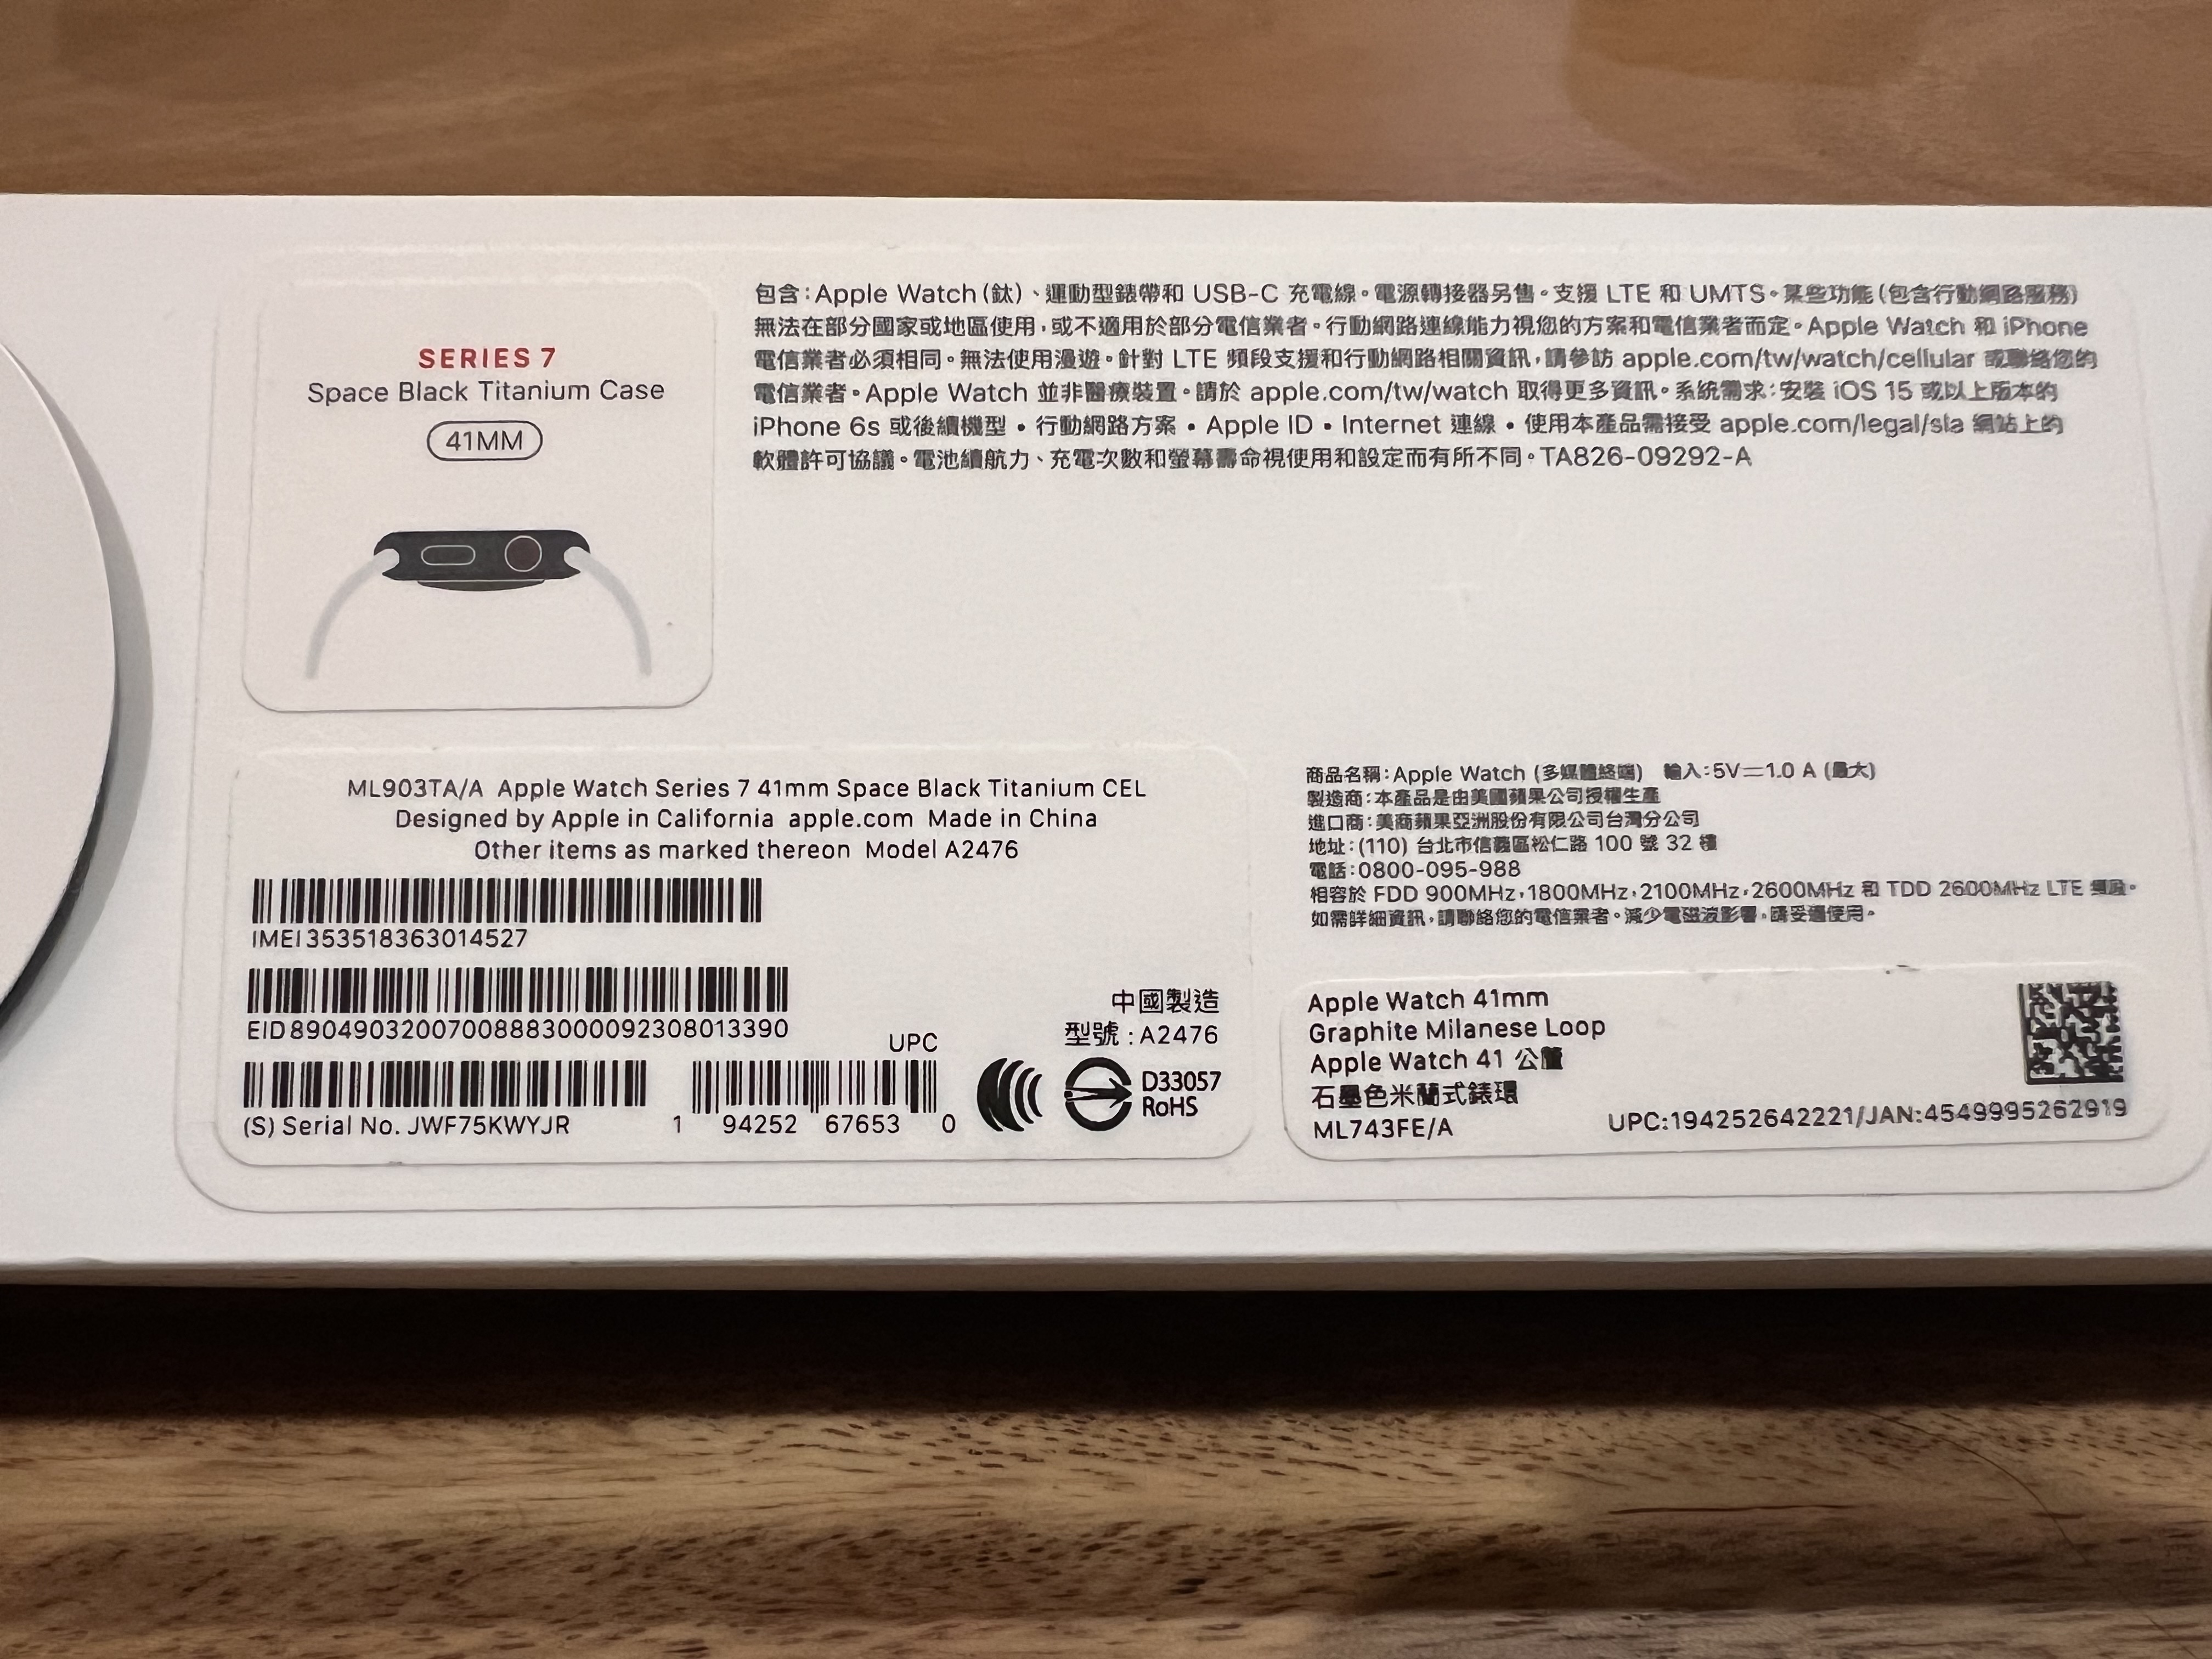 SERIES 7
Space Black Titanium Case
41MM
包含:Apple Watch(鈦)、運動型錶帶和 USB-C 充電線。電源轉接器另售。支援 LTE 和 UMTS。某些功能(包含行動網路服務)
無法在部分國家或地區使用,或不適用於部分電信業者。行動網路連線能力視您的方案和電信業者而定。Apple Watch 和 iPhone
電信業者必須相同。無法使用漫遊。針對 LTE 頻段支援和行動網路相關資訊,請參訪 apple.com/tw/watch/cellular 或聯絡您的
電信業者。Apple Watch 並非醫療裝置。請於 apple.com/tw/watch 取得更多資訊。系統需求:安裝 iOS 15 或以上版本的
iPhone 6s 或後續機型 • 行動網路方案 • Apple ID • Internet 連線 • 使用本產品需接受 apple.com/legal/sla 網站上的
軟體許可協議。電池續航力、充電次數和螢幕壽命視使用和設定而有所不同。TA826-09292-A
ML903TA/A Apple Watch Series 7 41mm Space Black Titanium CEL
Designed by Apple in California apple.com Made in China
Other items as marked thereon Model A2476
IMEI 353518363014527
EID 89049032007008883000092308013390
(S) Serial No. JWF75KWYJR
UPC
1 94252 67653 0
中國製造
型號 : A2476
D33057
RoHS
商品名稱:Apple Watch (多媒體終端) 輸入:5V⎓1.0 A (最大)
製造商:本產品是由美國蘋果公司授權生產
進口商:美商蘋果亞洲股份有限公司台灣分公司
地址:(110) 台北市信義區松仁路 100 號 32 樓
電話:0800-095-988
相容於 FDD 900MHz,1800MHz,2100MHz,2600MHz 和 TDD 2600MHz LTE
如需詳細資訊,請聯絡您的電信業者。減少電磁波影響,請妥適使用。
Apple Watch 41mm
Graphite Milanese Loop
Apple Watch 41 公釐
石墨色米蘭式錶環
ML743FE/A
UPC:194252642221/JAN:4549995262919